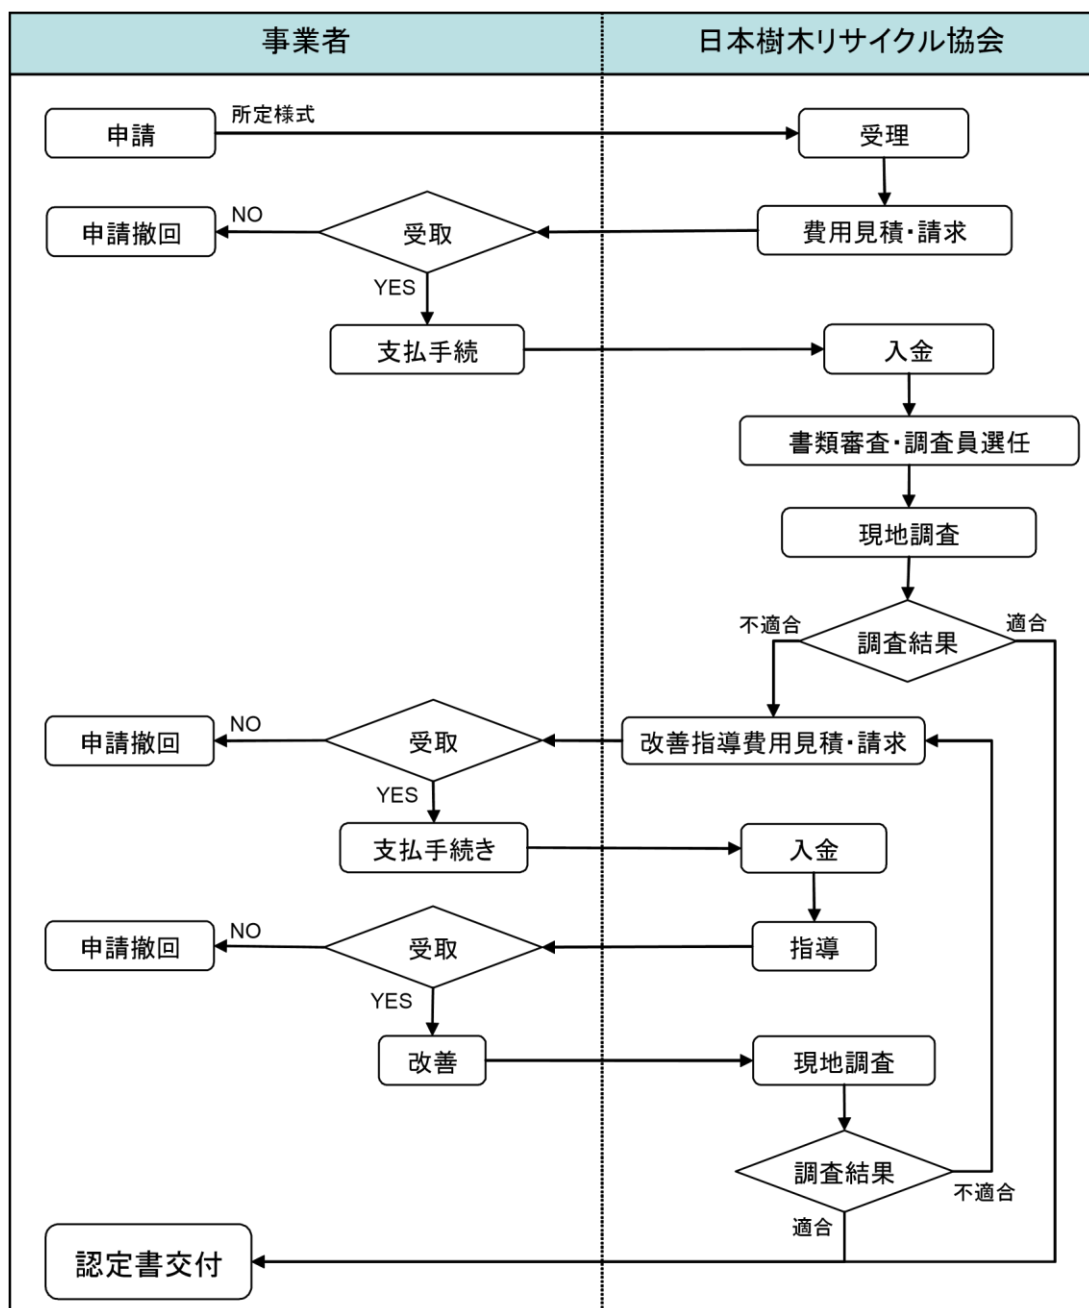 事業者
日本樹木リサイクル協会
申請
所定様式
受理
申請撤回
NO
受取
費用見積・請求
YES
支払手続
入金
書類審査・調査員選任
現地調査
不適合
調査結果
適合
申請撤回
NO
受取
改善指導費用見積・請求
YES
支払手続き
入金
申請撤回
NO
受取
指導
YES
改善
現地調査
調査結果
不適合
適合
認定書交付